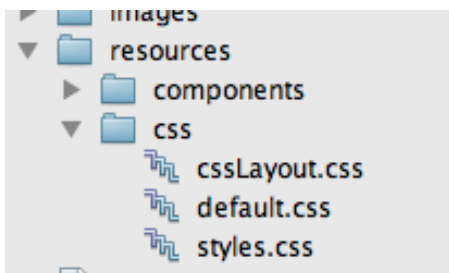 images
resources
components
css
cssLayout.css
default.css
styles.css